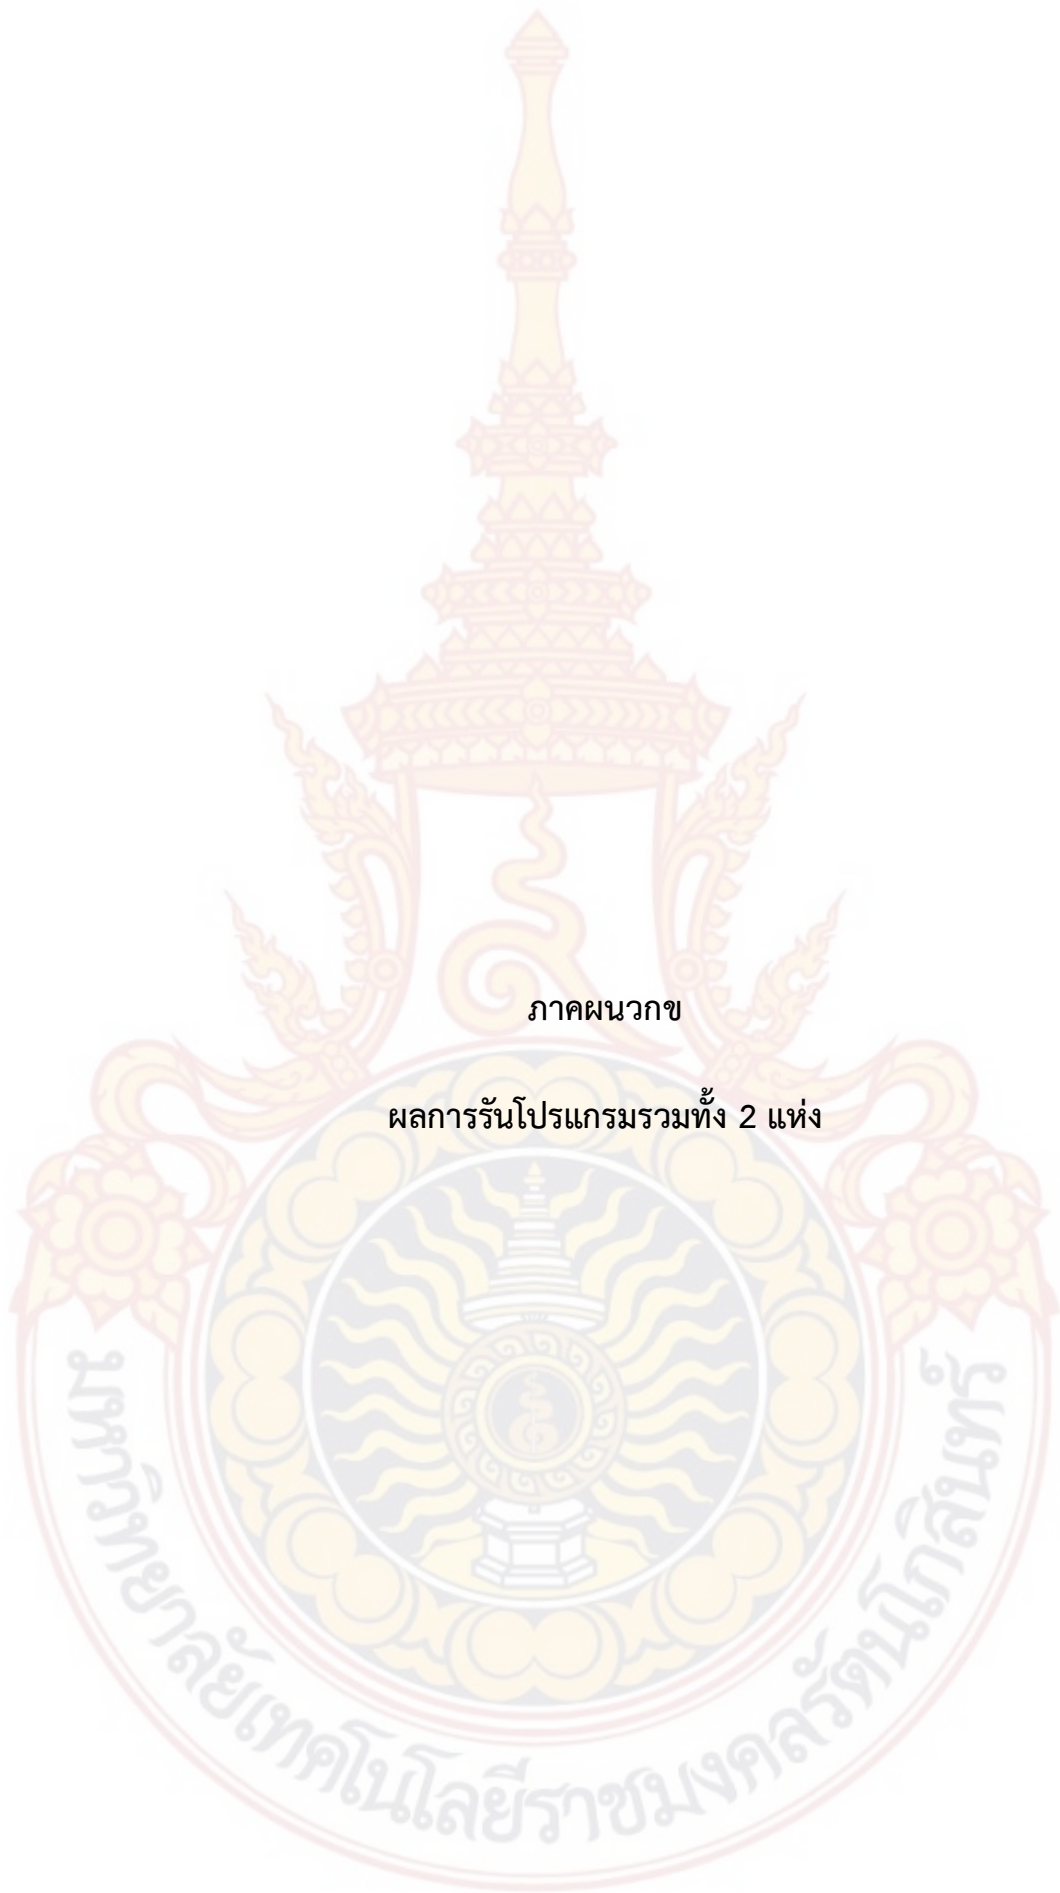 ภาคผนวกข
ผลการรันโปรแกรมรวมทั้ง 2 แห่ง
มหาวิทยาลัยเทคโนโลยีราชมงคลรัตนโกสินทร์